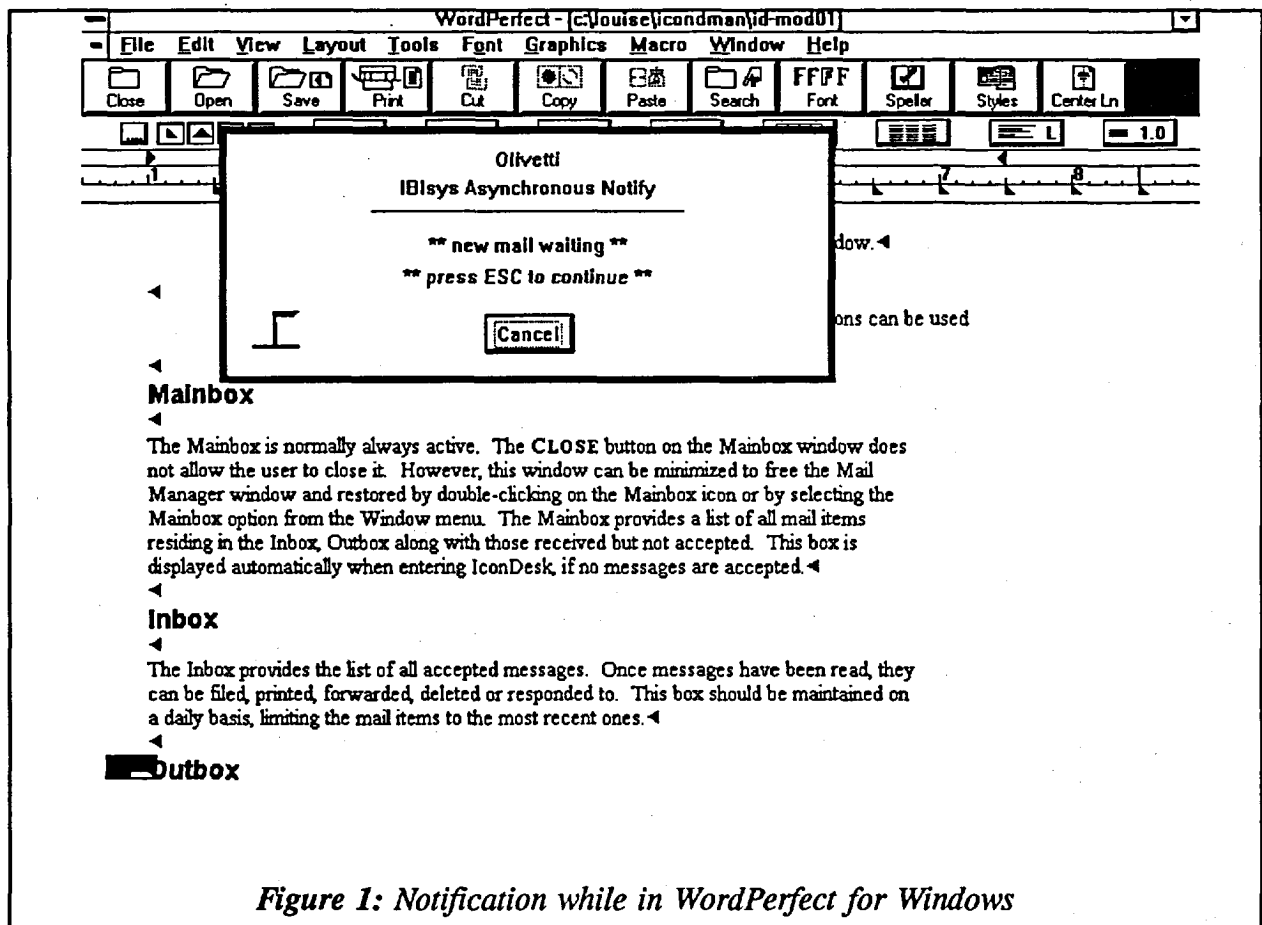 WordPerfect - [c:\louise\icondman\id-mod01]
File Edit View Layout Tools Font Graphics Macro Window Help
Close Open Save Print Cut Copy Paste Search Font Speller Styles Center Ln
L 1.0
1 7 8
Olivetti
IBIsys Asynchronous Notify
** new mail waiting **
** press ESC to continue **
Cancel
dow.
ons can be used
Mainbox
The Mainbox is normally always active. The CLOSE button on the Mainbox window does
not allow the user to close it. However, this window can be minimized to free the Mail
Manager window and restored by double-clicking on the Mainbox icon or by selecting the
Mainbox option from the Window menu. The Mainbox provides a list of all mail items
residing in the Inbox, Outbox along with those received but not accepted. This box is
displayed automatically when entering IconDesk, if no messages are accepted.
Inbox
The Inbox provides the list of all accepted messages. Once messages have been read, they
can be filed, printed, forwarded, deleted or responded to. This box should be maintained on
a daily basis, limiting the mail items to the most recent ones.
Outbox
Figure 1: Notification while in WordPerfect for Windows